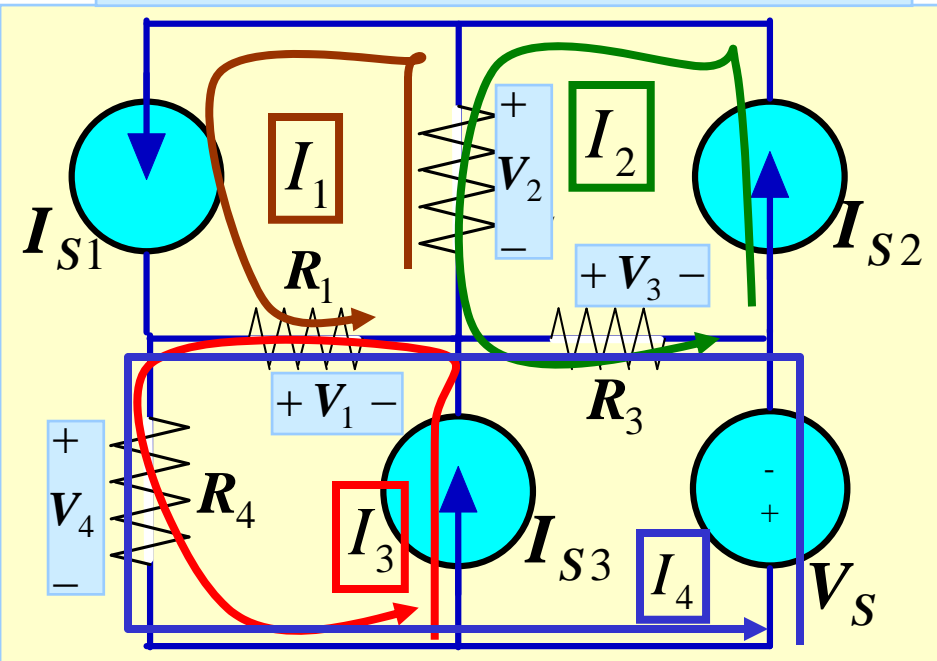 I₁
I₂
+
V₂
−
I_S1
I_S2
R₁
+ V₃ −
+ V₁ −
R₃
+
V₄
−
R₄
I₃
I_S3
-
+
I₄
V_S